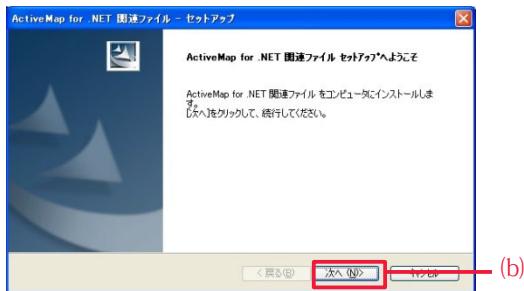 ActiveMap for .NET 関連ファイル - セットアップ
ActiveMap for .NET 関連ファイル セットアップへようこそ
ActiveMap for .NET 関連ファイル をコンピュータにインストールしま
す。
[次へ]をクリックして、続行してください。
< 戻る(B) 次へ (N)> キャンセル (b)